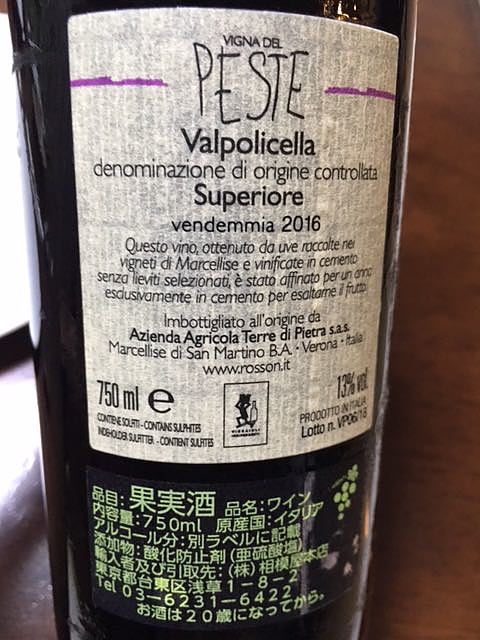 VIGNA DEL
PESTE
Valpolicella
denominazione di origine controllata
Superiore
vendemmia 2016
Questo vino, ottenuto da uve raccolte nei
vigneti di Marcellise e vinificate in cemento
senza lieviti selezionati, è stato affinato per un anno
esclusivamente in cemento per esaltarne il frutto.
Imbottigliato all'origine da
Azienda Agricola Terre di Pietra s.a.s.
Marcellise di San Martino B.A. - Verona - Italia
www.rosson.it
750 ml e
13% vol.
CONTIENE SOLFITI - CONTAINS SULPHITES
INDEHOLDER SULFITTER - CONTIENT SULFITES
PRODOTTO IN ITALIA
Lotto n. VP06/18
品目:果実酒 品名:ワイン
内容量:750ml 原産国:イタリア
アルコール分:別ラベルに記載
添加物:酸化防止剤(亜硫酸塩)
輸入者及び引取先:(株)相模屋本店
東京都台東区浅草1-8-2
Tel 03-6231-6422
お酒は20歳になってから。